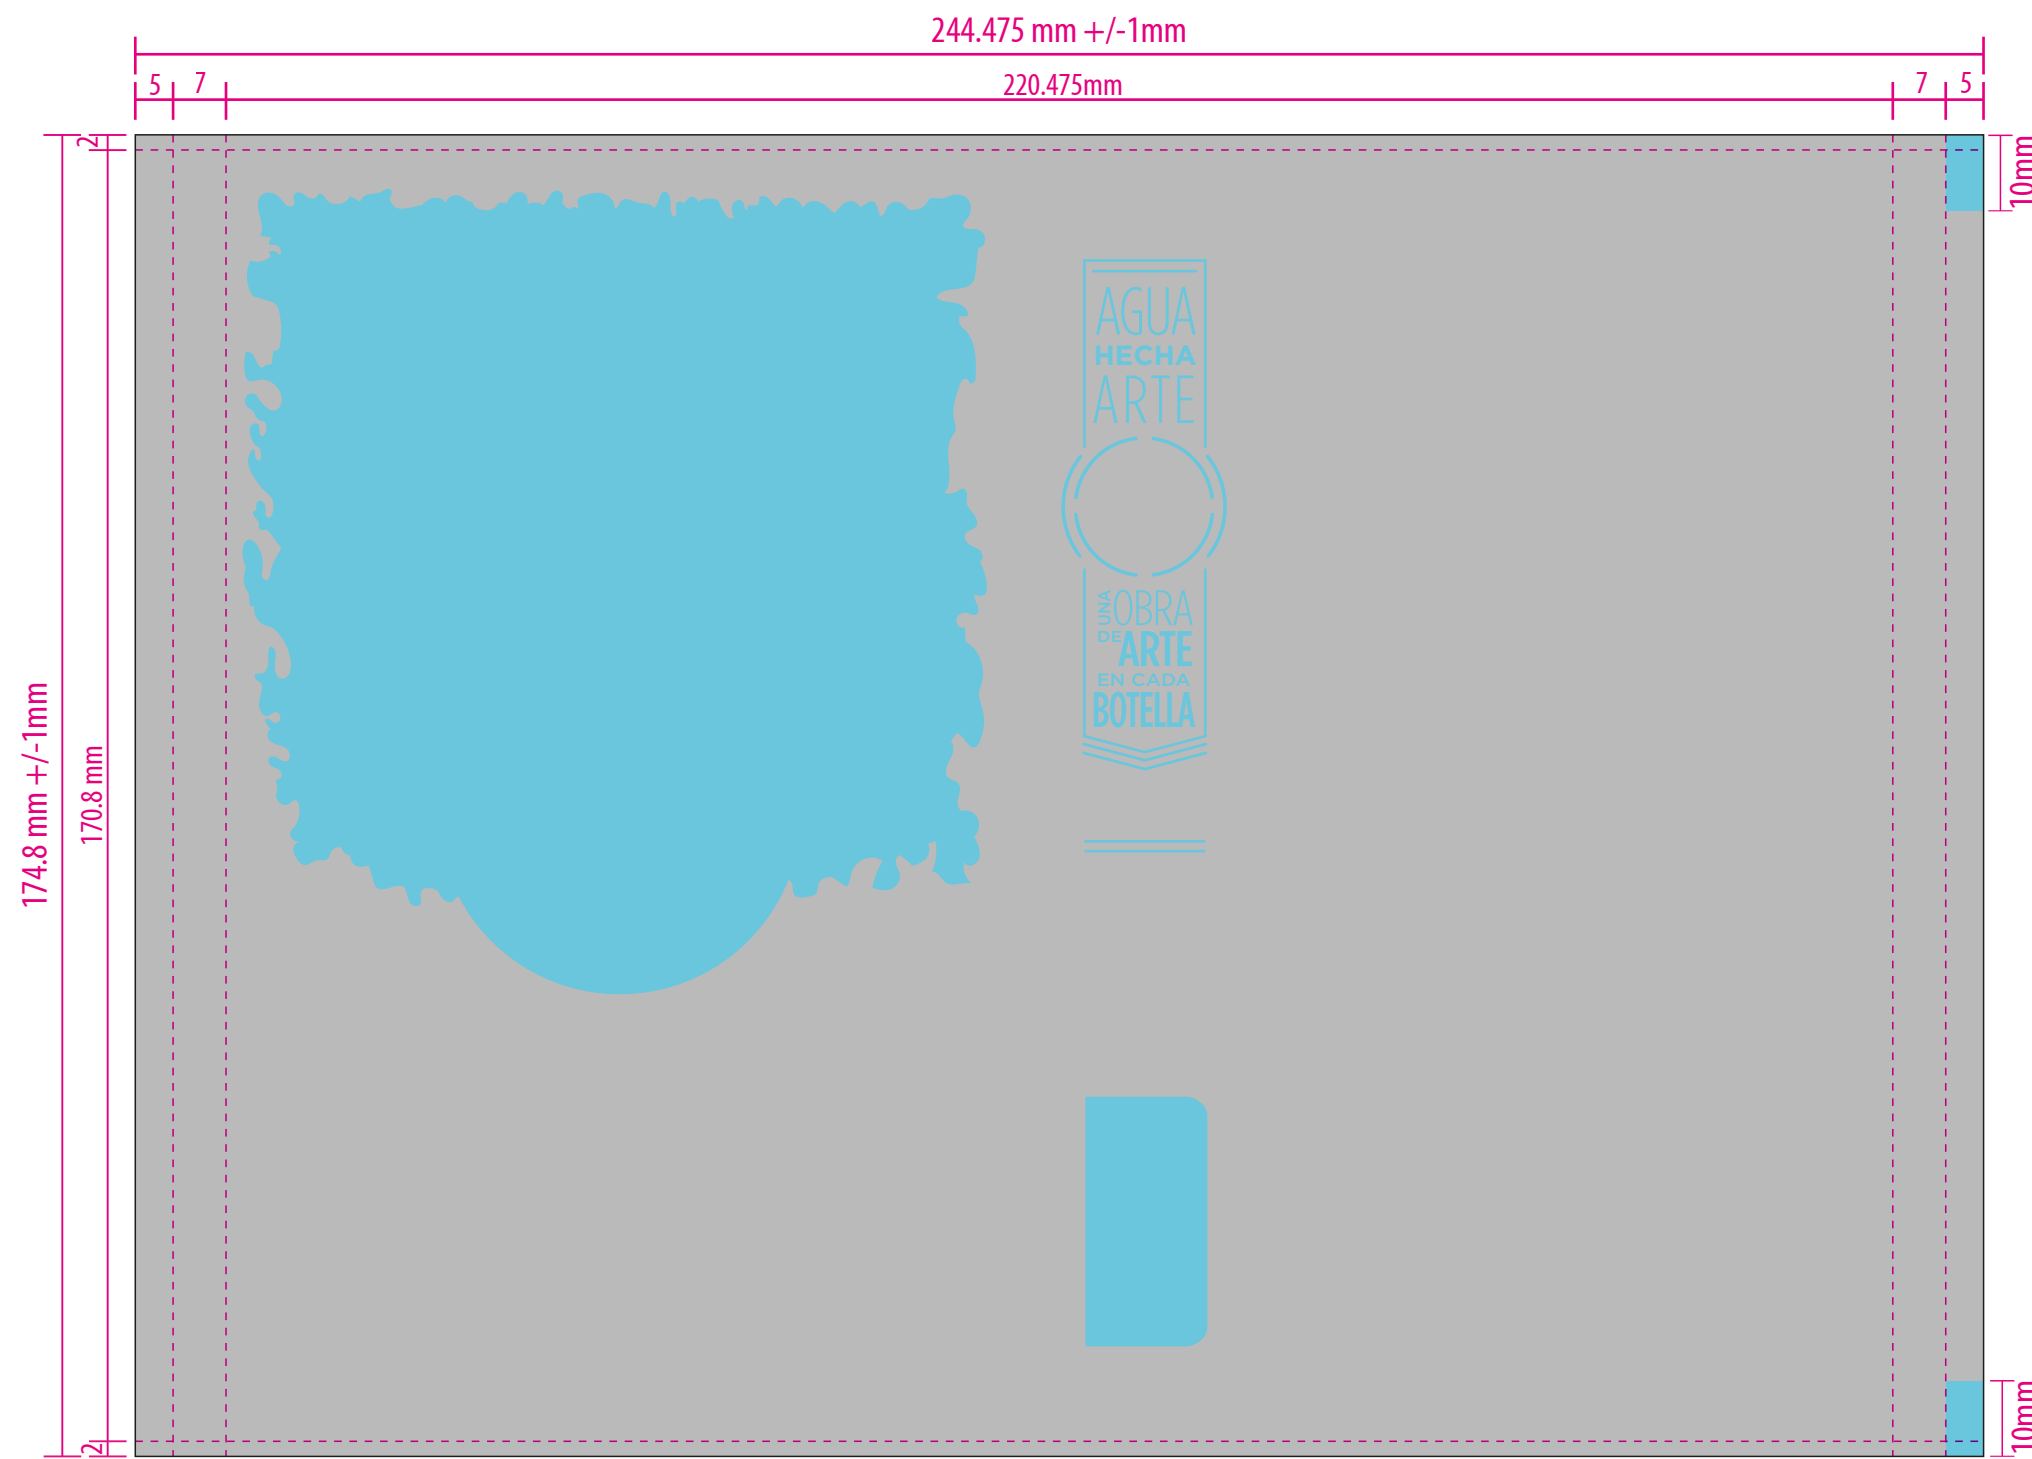 244.475 mm +/-1mm
5 7 220.475mm 7 5
2
10mm
AGUA
HECHA
ARTE
UNA OBRA
DE ARTE
EN CADA
BOTELLA
174.8 mm +/-1mm
170.8 mm
2
10mm